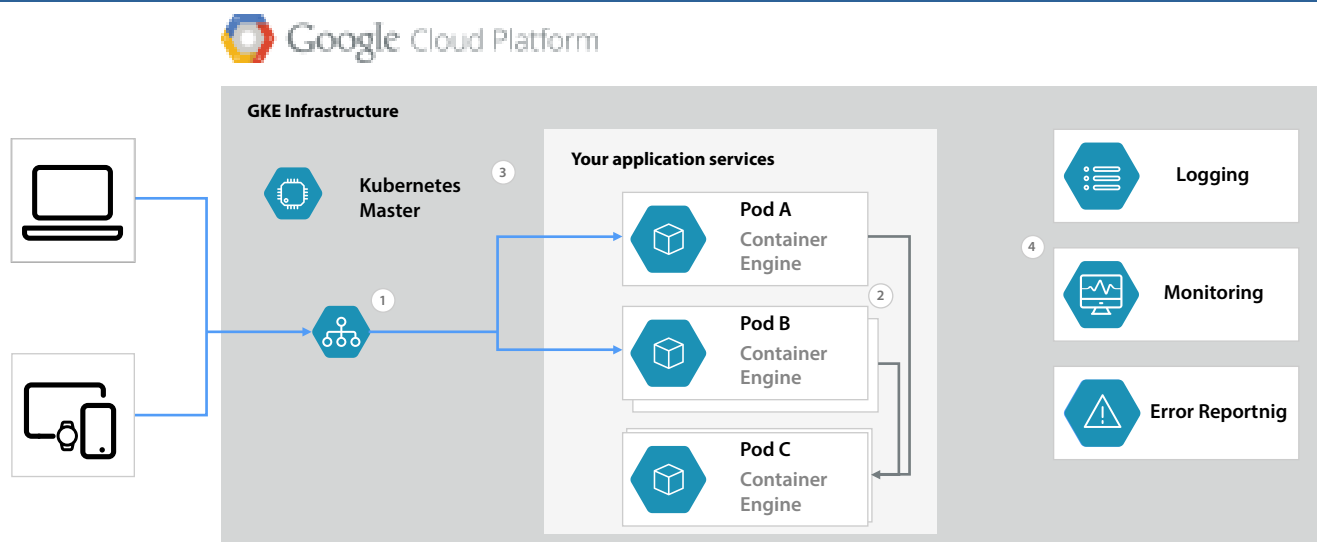 Google Cloud Platform
GKE Infrastructure
Kubernetes
Master
3
1
Your application services
Pod A
Container
Engine
2
Pod B
Container
Engine
Pod C
Container
Engine
4
Logging
Monitoring
Error Reportnig